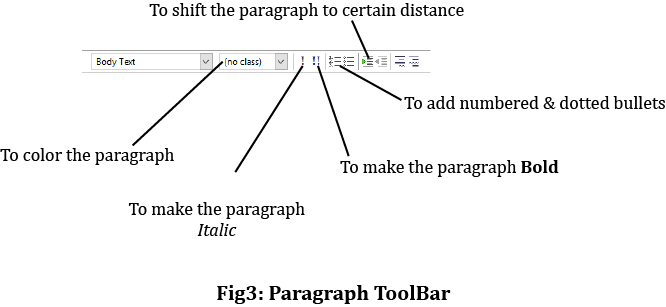 To shift the paragraph to certain distance
Body Text
(no class)
! !!
To add numbered & dotted bullets
To color the paragraph
To make the paragraph Bold
To make the paragraph
Italic
Fig3: Paragraph ToolBar